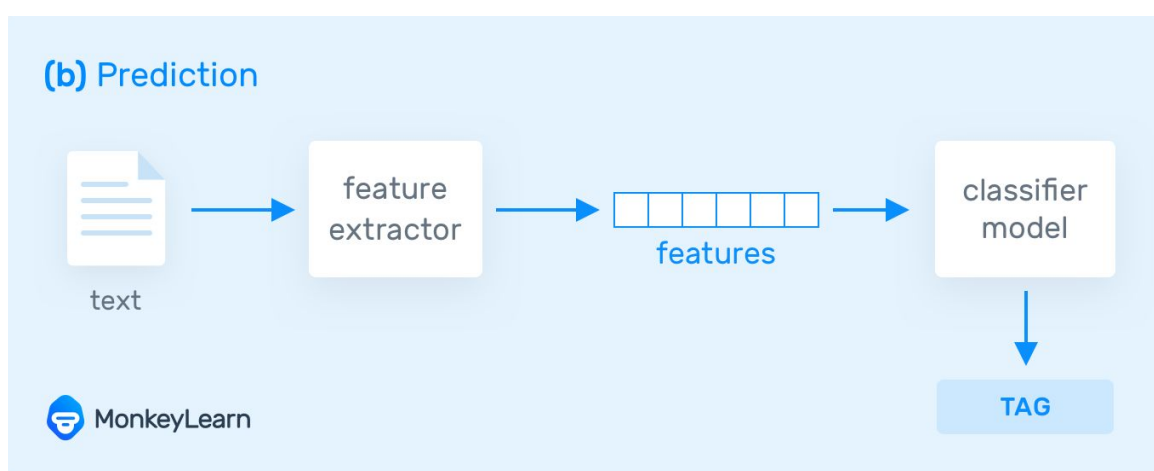 (b) Prediction
text
feature
extractor
features
classifier
model
TAG
MonkeyLearn